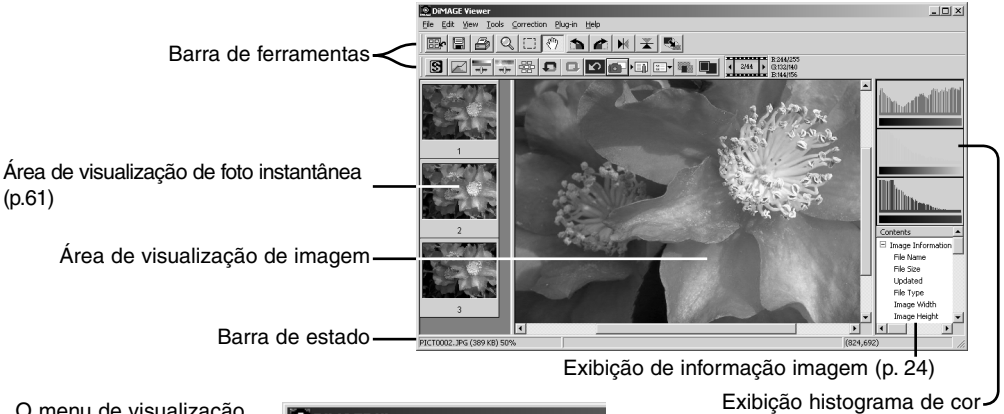 DiMAGE Viewer
File Edit View Tools Correction Plug-in Help
Barra de ferramentas
2/44
R:244/255
G:132/140
B:144/156
1
Área de visualização de foto instantânea
(p.61)
2
Área de visualização de imagem
Contents
Image Information
File Name
File Size
Updated
File Type
Image Width
Image Height
3
Barra de estado
PICT0002.JPG (389 KB) 50%
(824,692)
Exibição de informação imagem (p. 24)
Exibição histograma de cor
O menu de visualização